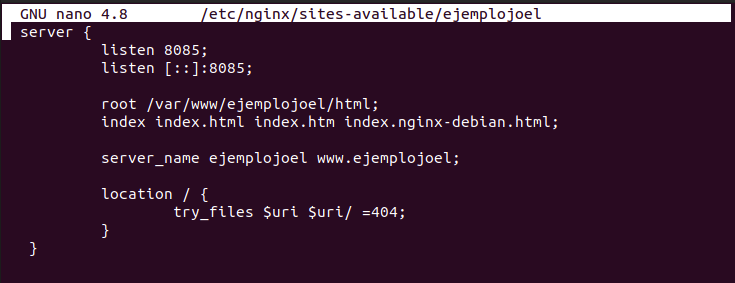 GNU nano 4.8 /etc/nginx/sites-available/ejemplojoel
server {
listen 8085;
listen [::]:8085;
root /var/www/ejemplojoel/html;
index index.html index.htm index.nginx-debian.html;
server_name ejemplojoel www.ejemplojoel;
location / {
try_files $uri $uri/ =404;
}
}